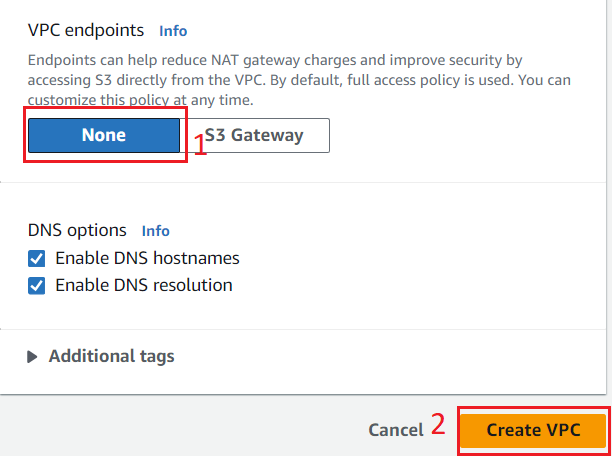 VPC endpoints Info
Endpoints can help reduce NAT gateway charges and improve security by
accessing S3 directly from the VPC. By default, full access policy is used. You can
customize this policy at any time.
None 1 S3 Gateway
DNS options Info
Enable DNS hostnames
Enable DNS resolution
Additional tags
Cancel 2 Create VPC